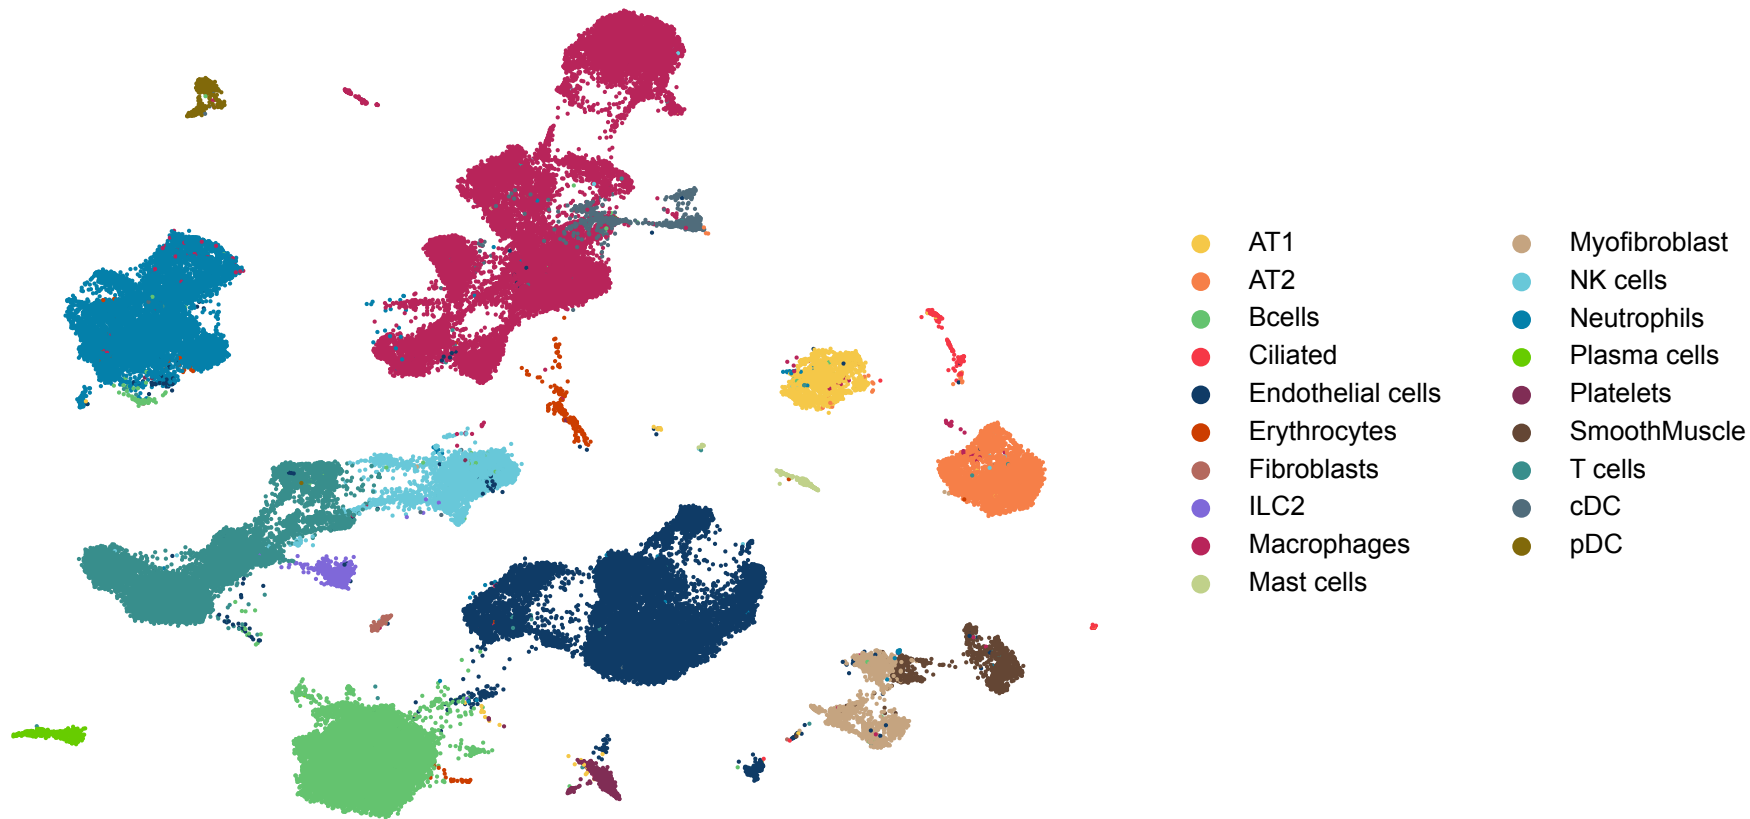 AT1
AT2
Bcells
Ciliated
Endothelial cells
Erythrocytes
Fibroblasts
ILC2
Macrophages
Mast cells
Myofibroblast
NK cells
Neutrophils
Plasma cells
Platelets
SmoothMuscle
T cells
cDC
pDC